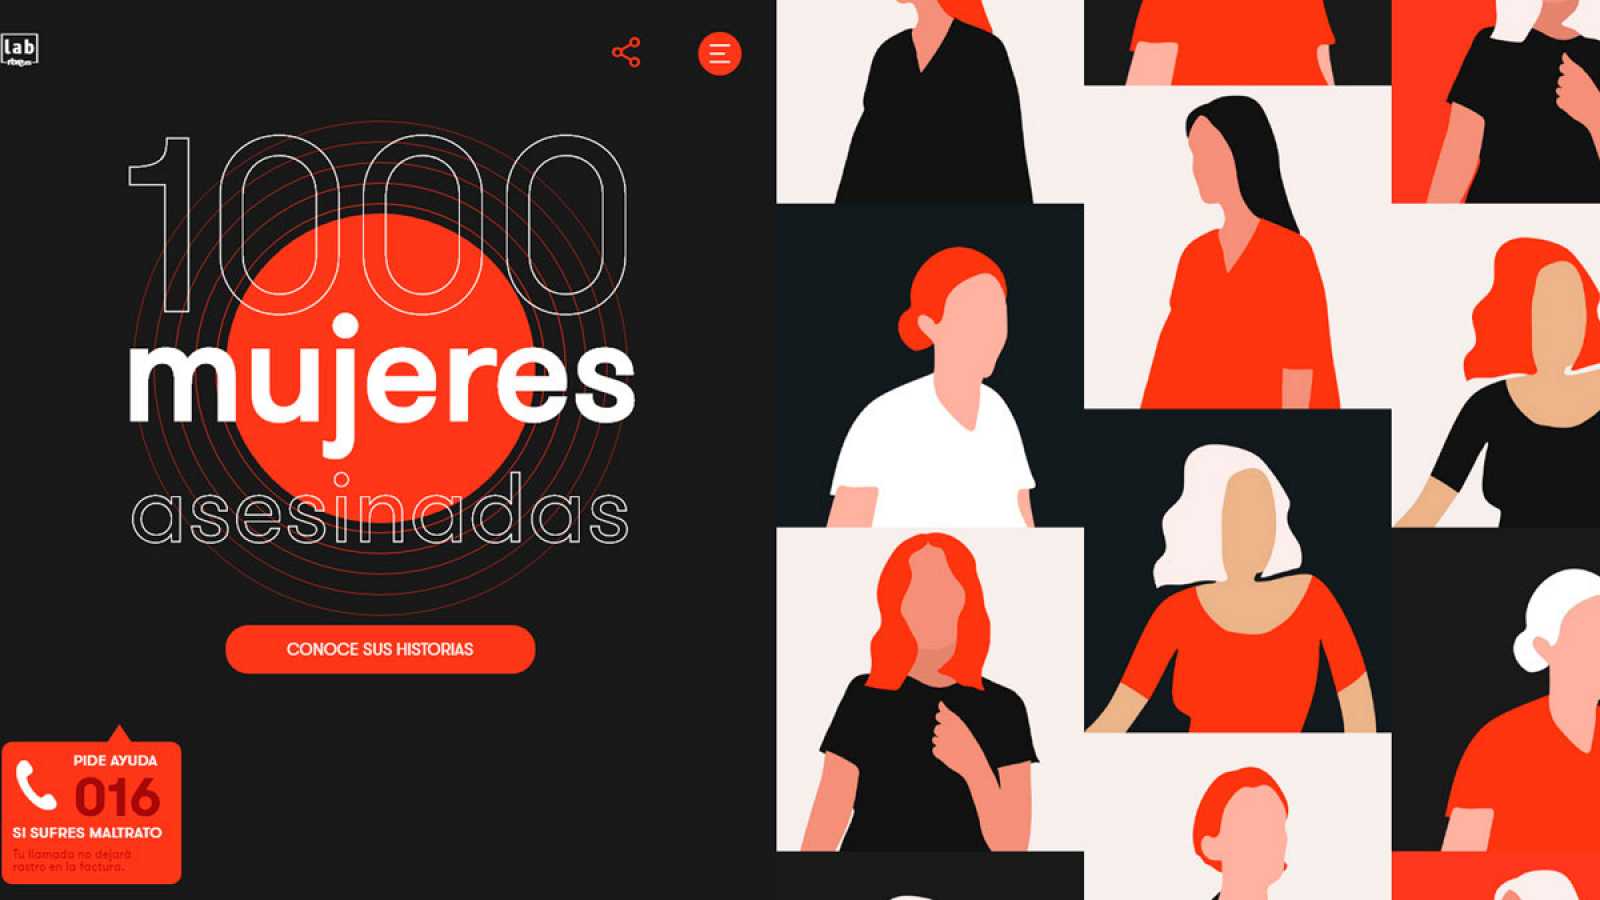 lab
rtve.es
1000
mujeres
asesinadas
CONOCE SUS HISTORIAS
PIDE AYUDA
016
SI SUFRES MALTRATO
Tu llamada no dejará
rastro en la factura.